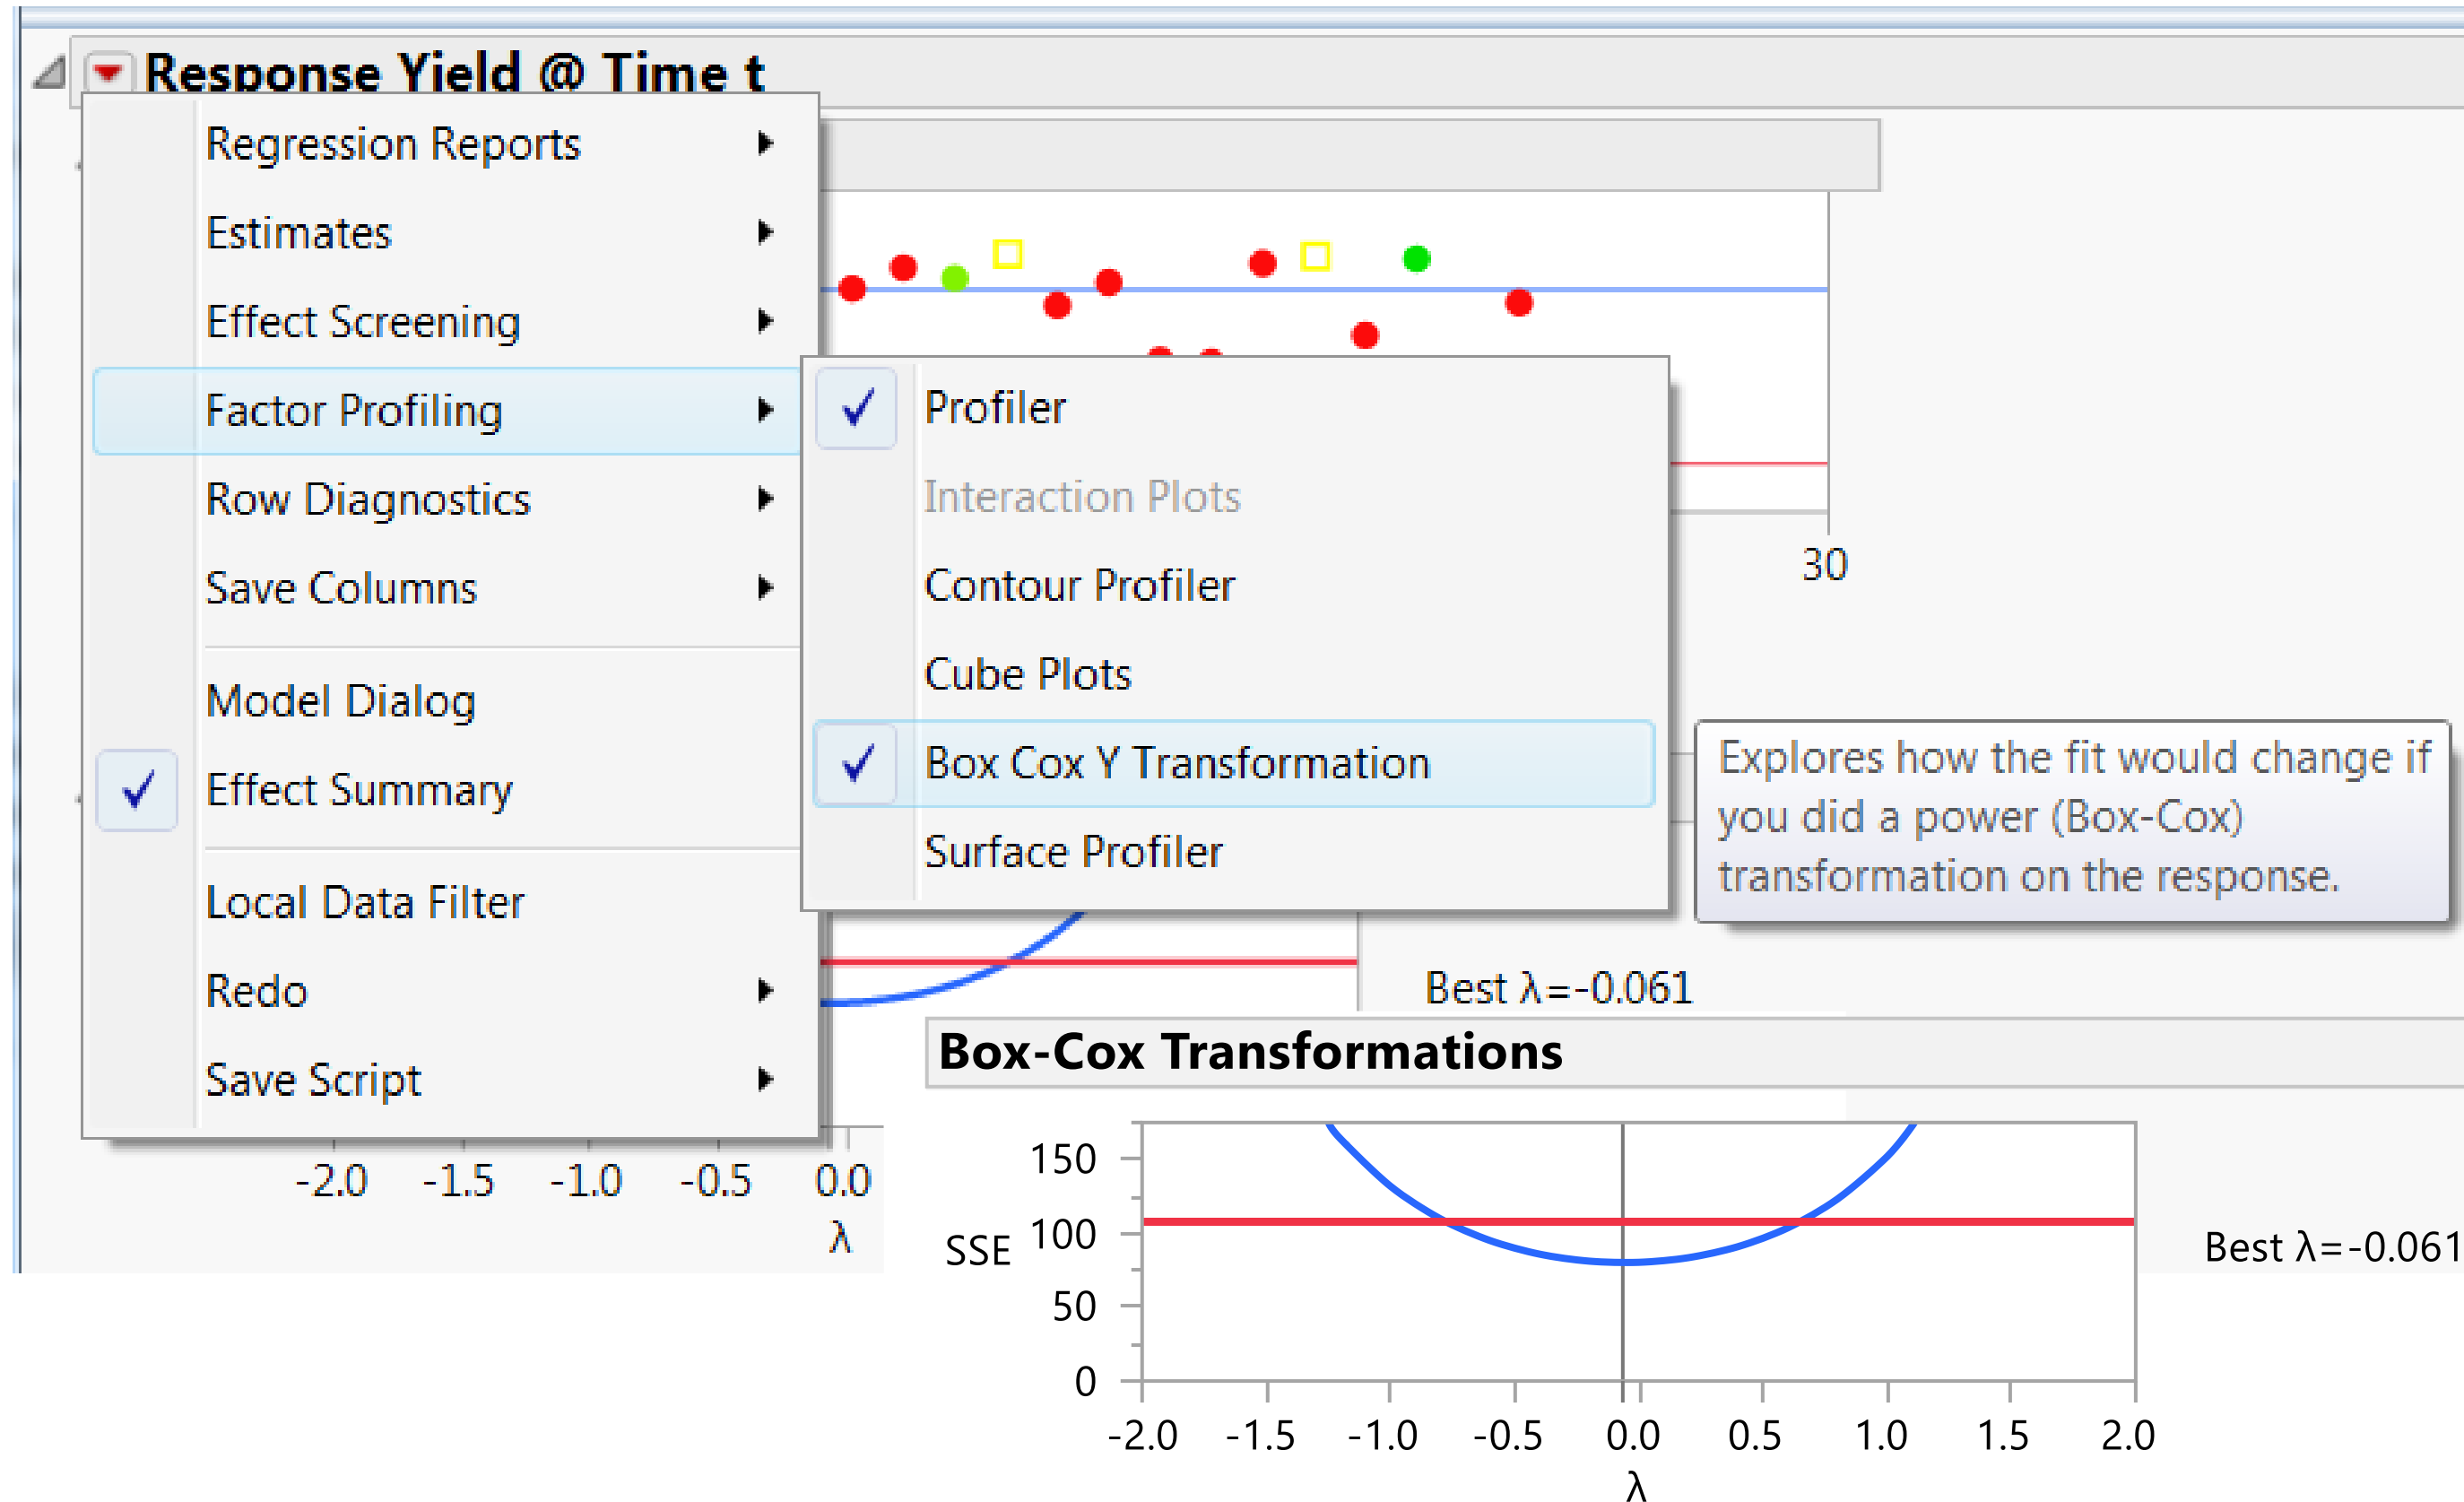 Response Yield @ Time t
Regression Reports
Estimates
Effect Screening
Factor Profiling
Row Diagnostics
Save Columns
Model Dialog
Effect Summary
Local Data Filter
Redo
Save Script
Profiler
Interaction Plots
Contour Profiler
Cube Plots
Box Cox Y Transformation
Surface Profiler
Explores how the fit would change if
you did a power (Box-Cox)
transformation on the response.
30
Best λ=-0.061
-2.0 -1.5 -1.0 -0.5 0.0
λ
Box-Cox Transformations
150
100
50
0
SSE
Best λ=-0.061
-2.0 -1.5 -1.0 -0.5 0.0 0.5 1.0 1.5 2.0
λ